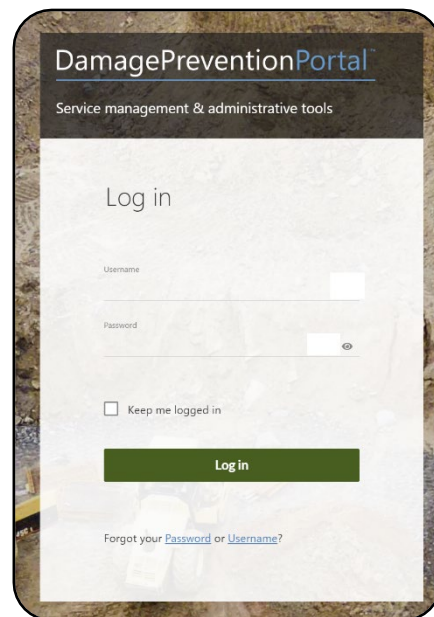 DamagePreventionPortal™
Service management & administrative tools
Log in
Username
Password
Keep me logged in
Log in
Forgot your Password or Username?